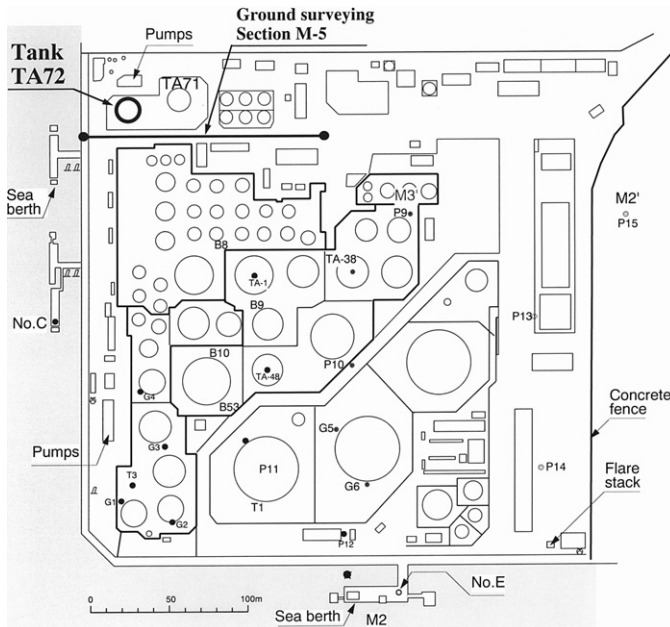 Ground surveying
Section M-5
Pumps
Tank
TA72
TA71
Sea
berth
M3'
P9
M2'
P15
B8
TA-38
TA-1
No.C
B9
P13
B10
P10
TA-48
G4
B53
Concrete
fence
G5
G3
Pumps
P11
P14
Flare
stack
T3
G6
G1
T1
G2
P12
No.E
0 50 100m
Sea berth
M2